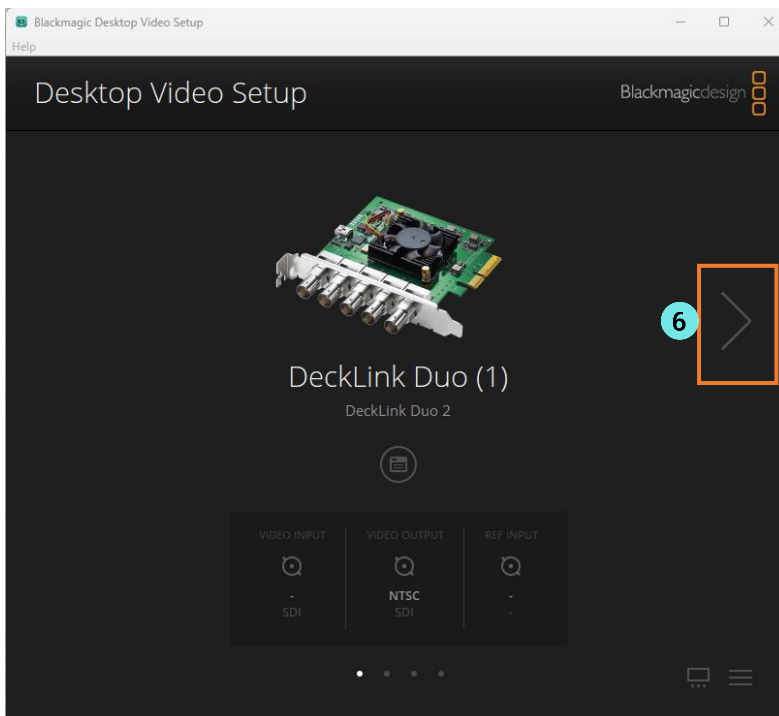 Blackmagic Desktop Video Setup
Help
Desktop Video Setup
Blackmagicdesign
6
DeckLink Duo (1)
DeckLink Duo 2
VIDEO INPUT VIDEO OUTPUT REF INPUT
- NTSC -
SDI SDI -